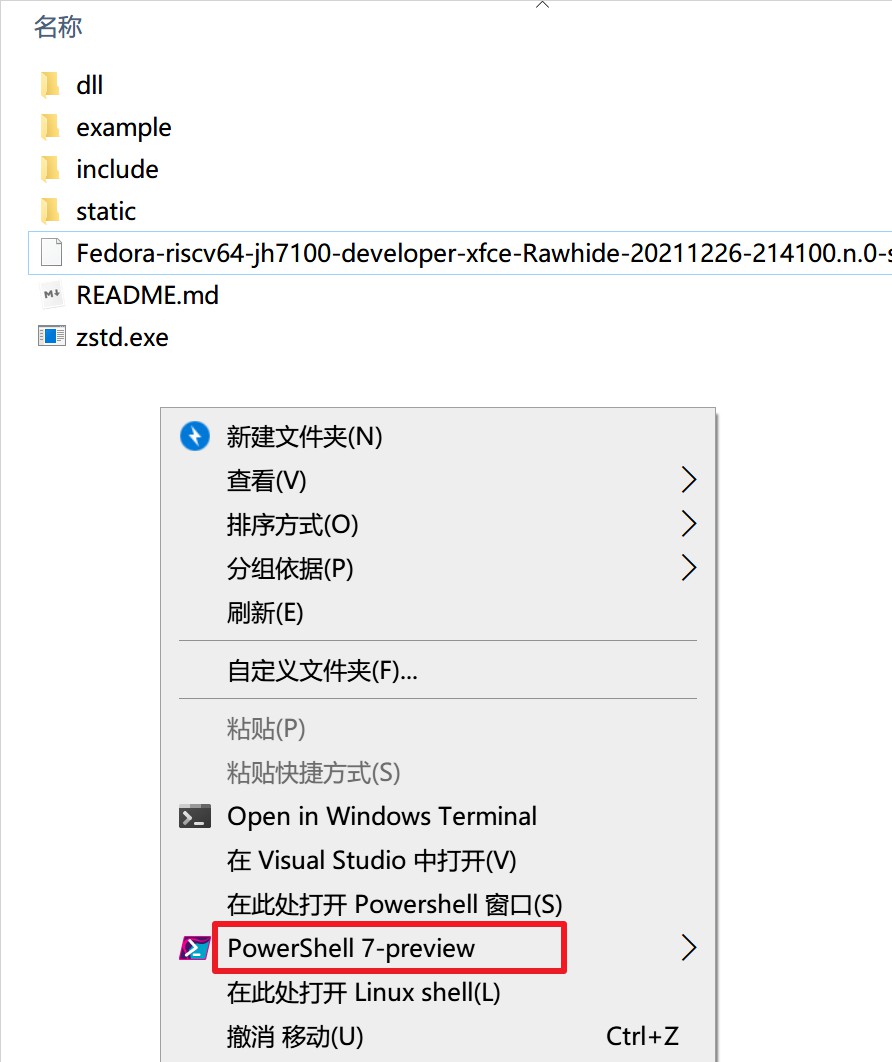 名称
dll
example
include
static
Fedora-riscv64-jh7100-developer-xfce-Rawhide-20211226-214100.n.0-s
M↓
README.md
zstd.exe
新建文件夹(N)
查看(V)
排序方式(O)
分组依据(P)
刷新(E)
自定义文件夹(F)...
粘贴(P)
粘贴快捷方式(S)
Open in Windows Terminal
在 Visual Studio 中打开(V)
在此处打开 Powershell 窗口(S)
PowerShell 7-preview
在此处打开 Linux shell(L)
撤消 移动(U) Ctrl+Z